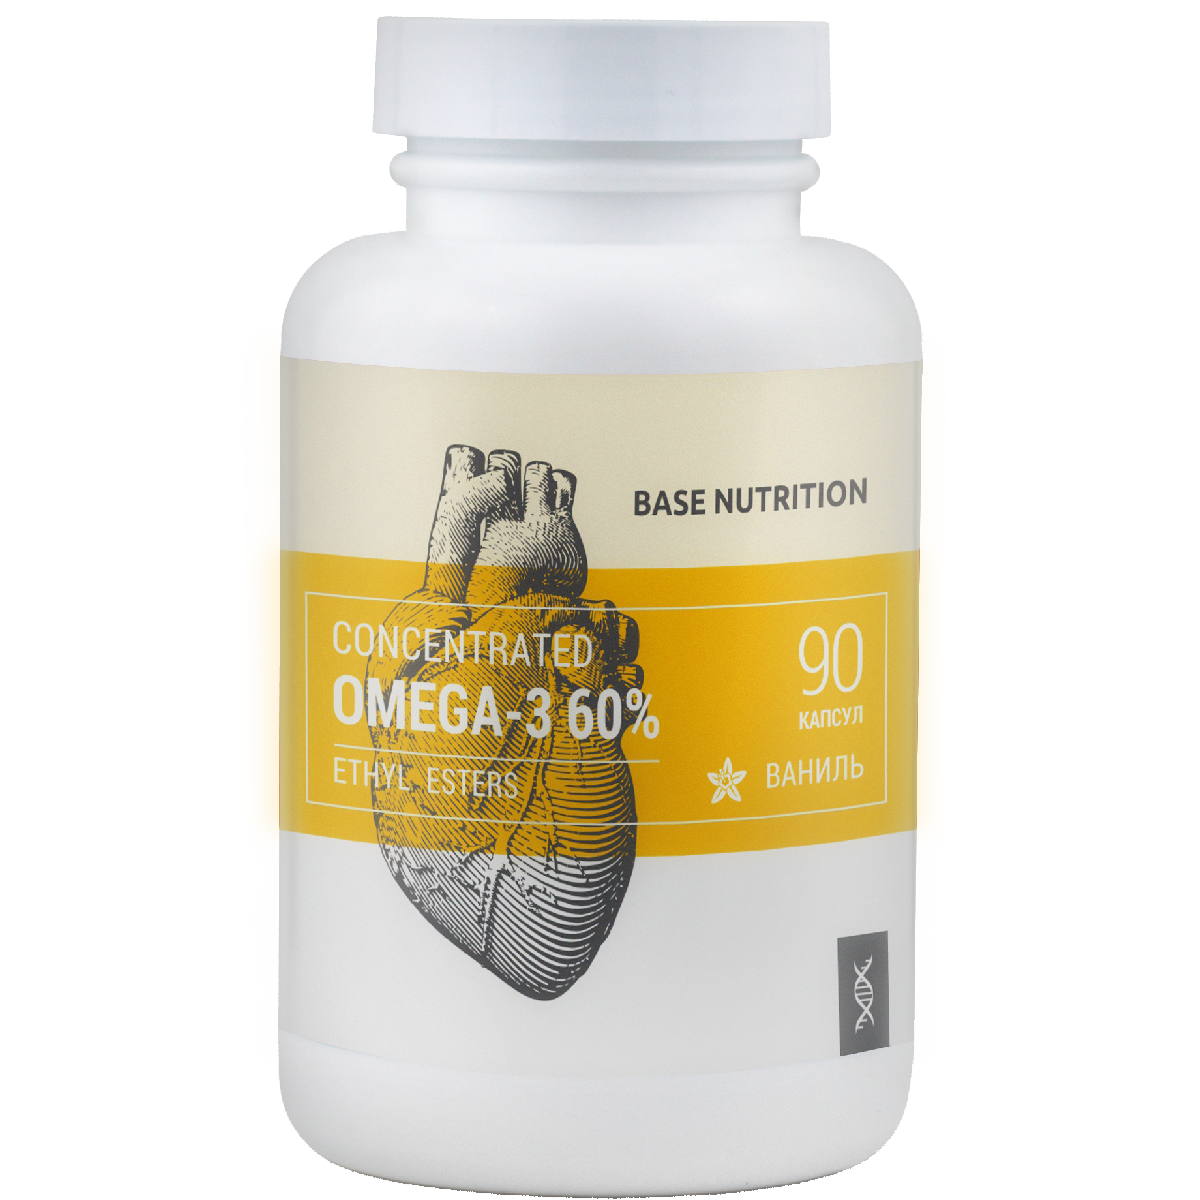 BASE NUTRITION
CONCENTRATED
OMEGA-3 60%
ETHYL ESTERS
90
КАПСУЛ
ВАНИЛЬ